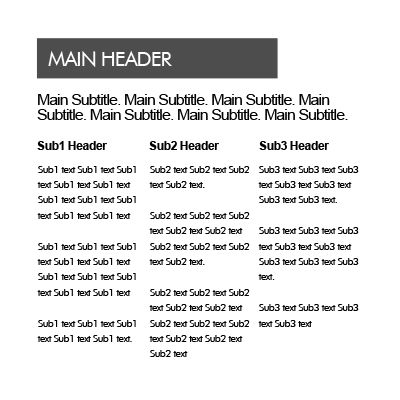 MAIN HEADER
Main Subtitle. Main Subtitle. Main Subtitle. Main
Subtitle. Main Subtitle. Main Subtitle. Main Subtitle.
Sub1 Header
Sub1 text Sub1 text Sub1
text Sub1 text Sub1 text
Sub1 text Sub1 text Sub1
text Sub1 text Sub1 text
Sub1 text Sub1 text Sub1
text Sub1 text Sub1 text
Sub1 text Sub1 text Sub1
text Sub1 text Sub1 text
Sub1 text Sub1 text Sub1
text Sub1 text Sub1 text.
Sub2 Header
Sub2 text Sub2 text Sub2
text Sub2 text.
Sub2 text Sub2 text Sub2
text Sub2 text Sub2 text
Sub2 text Sub2 text Sub2
text Sub2 text.
Sub2 text Sub2 text Sub2
text Sub2 text Sub2 text
Sub2 text Sub2 text Sub2
text Sub2 text Sub2 text
Sub2 text
Sub3 Header
Sub3 text Sub3 text Sub3
text Sub3 text Sub3 text
Sub3 text Sub3 text.
Sub3 text Sub3 text Sub3
text Sub3 text Sub3 text
Sub3 text Sub3 text Sub3
text.
Sub3 text Sub3 text Sub3
text Sub3 text